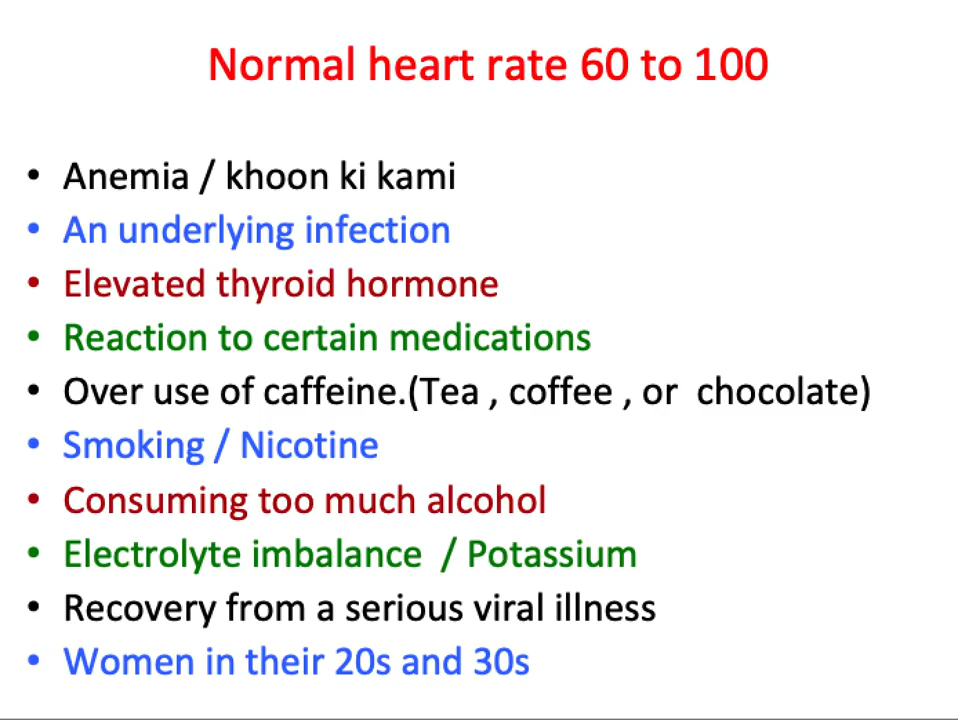 Normal heart rate 60 to 100
• Anemia / khoon ki kami
• An underlying infection
• Elevated thyroid hormone
• Reaction to certain medications
• Over use of caffeine.(Tea , coffee , or  chocolate)
• Smoking / Nicotine
• Consuming too much alcohol
• Electrolyte imbalance  / Potassium
• Recovery from a serious viral illness
• Women in their 20s and 30s